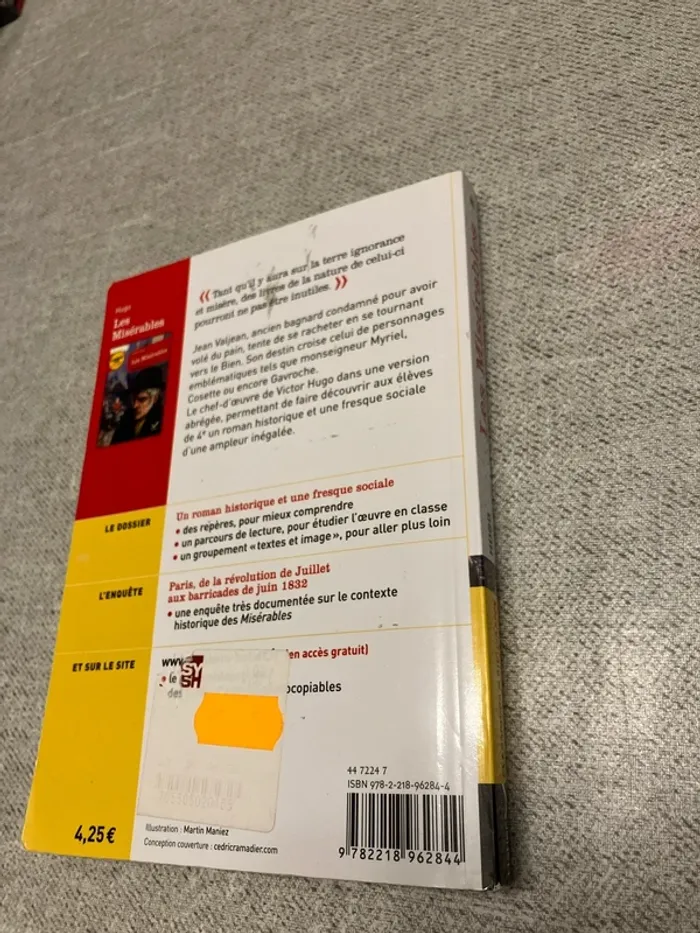 Hugo
Les
Misérables
Les Misérables
« Tant qu'il y aura sur la terre ignorance
et misère, des livres de la nature de celui-ci
pourront ne pas être inutiles. »
Jean Valjean, ancien bagnard condamné pour avoir
volé du pain, tente de se racheter en se tournant
vers le Bien. Son destin croise celui de personnages
emblématiques tels que monseigneur Myriel,
Cosette ou encore Gavroche.
Le chef-d'œuvre de Victor Hugo dans une version
abrégée, permettant de faire découvrir aux élèves
de 4e un roman historique et une fresque sociale
d'une ampleur inégalée.
LE DOSSIER
Un roman historique et une fresque sociale
• des repères, pour mieux comprendre
• un parcours de lecture, pour étudier l'œuvre en classe
• un groupement « textes et image », pour aller plus loin
L'ENQUÊTE
Paris, de la révolution de Juillet
aux barricades de juin 1832
• une enquête très documentée sur le contexte
historique des Misérables
ET SUR LE SITE
www
(en accès gratuit)
• le
des
ocopiables
SY
SH
4,25 €
Illustration : Martin Maniez
Conception couverture : cedricramadier.com
44 7224 7
ISBN 978-2-218-96284-4
9 782218 962844